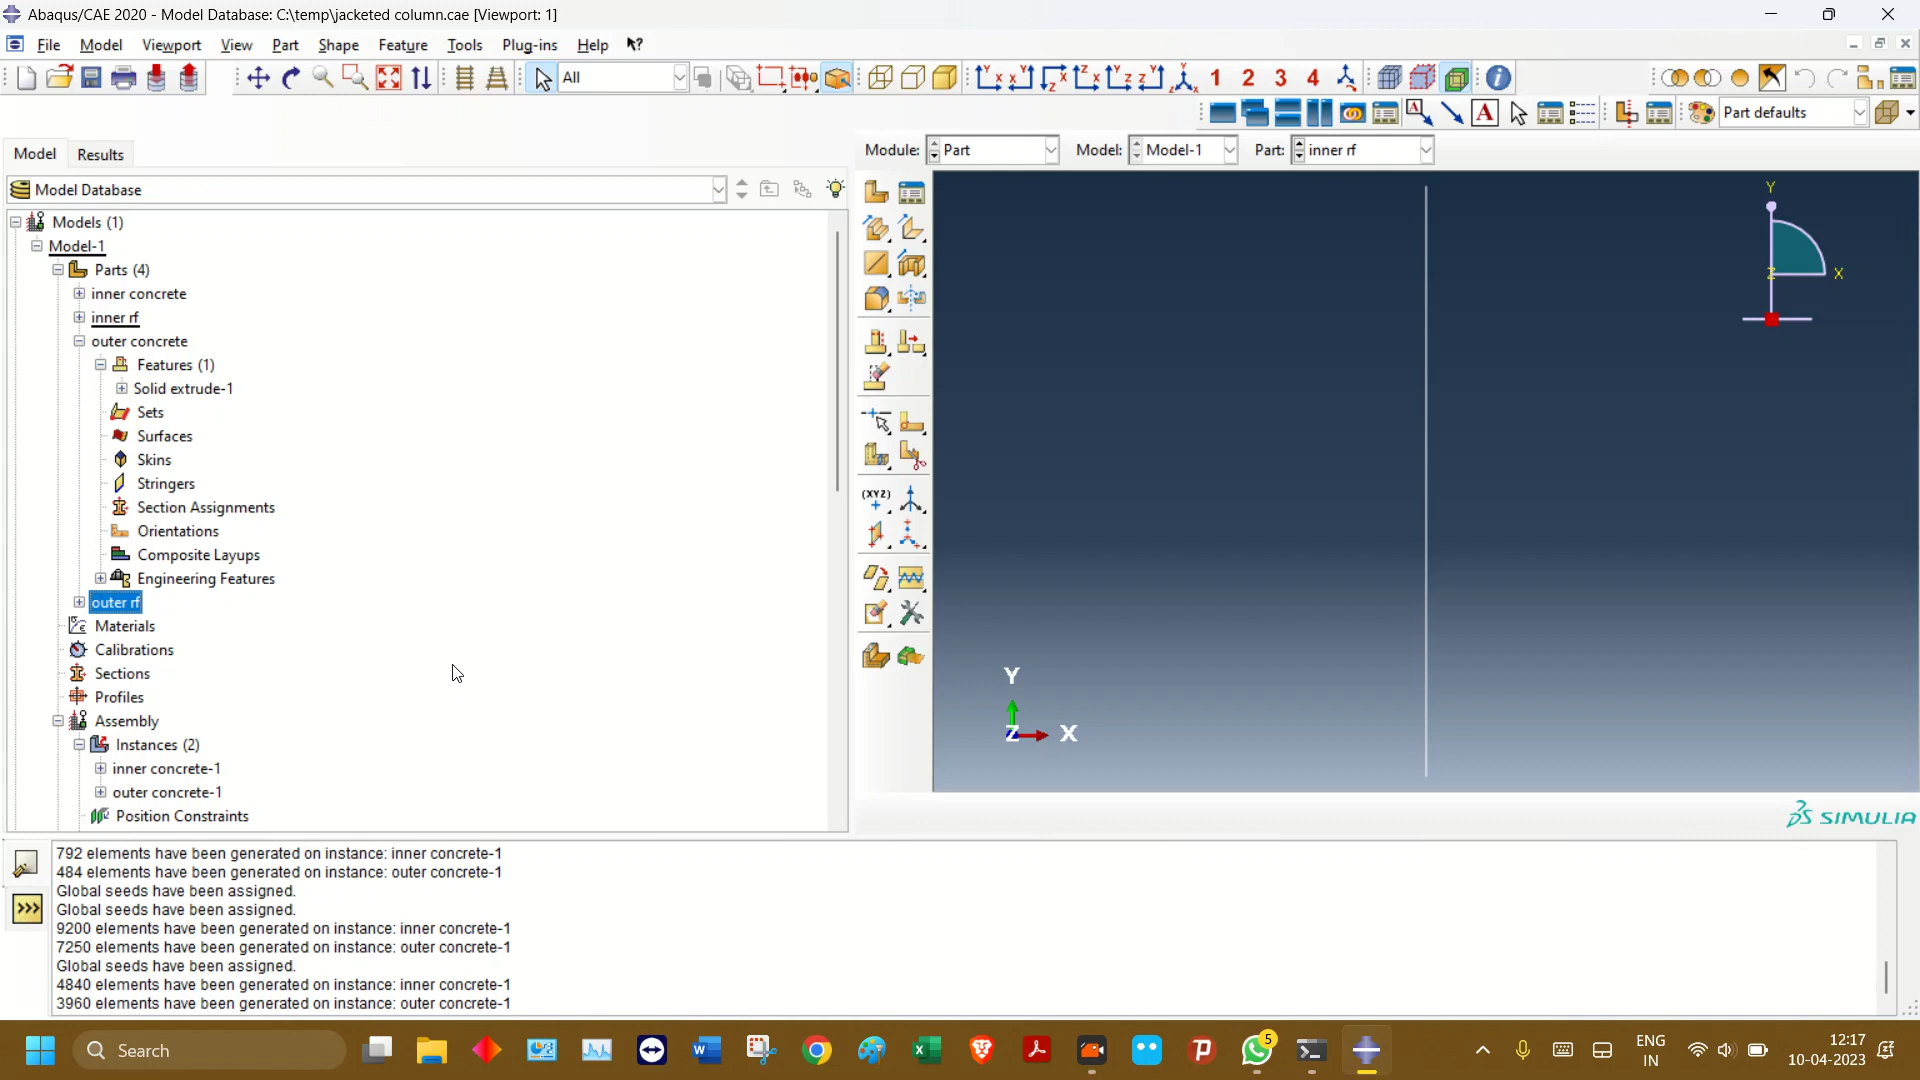 Abaqus/CAE 2020 - Model Database: C:\temp\jacketed column.cae [Viewport: 1]
File Model Viewport View Part Shape Feature Tools Plug-ins Help
All
1 2 3 4
Part defaults
Model Results
Module: Part Model: Model-1 Part: inner rf
Model Database
Models (1)
Model-1
Parts (4)
inner concrete
inner rf
outer concrete
Features (1)
Solid extrude-1
Sets
Surfaces
Skins
Stringers
Section Assignments
Orientations
Composite Layups
Engineering Features
outer rf
Materials
Calibrations
Sections
Profiles
Assembly
Instances (2)
inner concrete-1
outer concrete-1
Position Constraints
(XYZ)
Y
Z
X
Y
Z
X
SIMULIA
792 elements have been generated on instance: inner concrete-1
484 elements have been generated on instance: outer concrete-1
Global seeds have been assigned.
Global seeds have been assigned.
9200 elements have been generated on instance: inner concrete-1
7250 elements have been generated on instance: outer concrete-1
Global seeds have been assigned.
4840 elements have been generated on instance: inner concrete-1
3960 elements have been generated on instance: outer concrete-1
Search
5
ENG
IN
12:17
10-04-2023